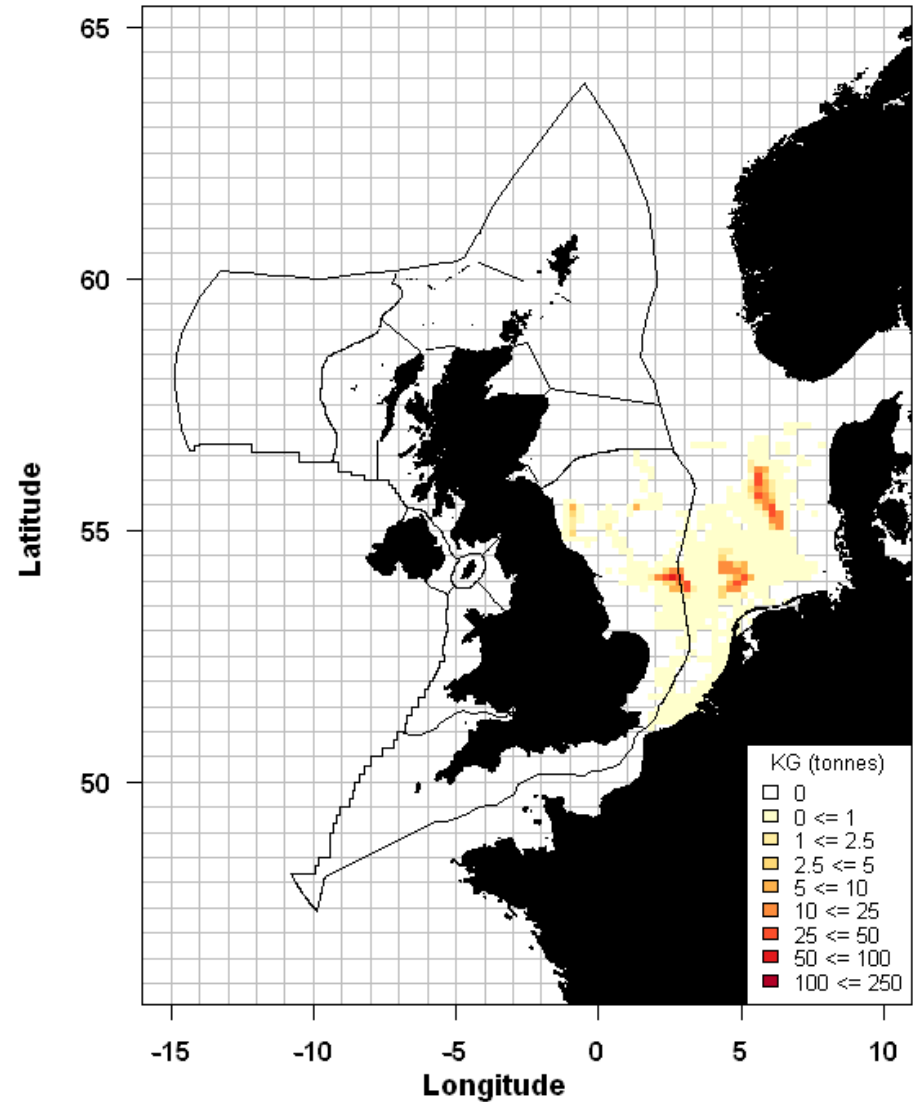 65
60
55
50
Latitude
KG (tonnes)
0
0 <= 1
1 <= 2.5
2.5 <= 5
5 <= 10
10 <= 25
25 <= 50
50 <= 100
100 <= 250
-15 -10 -5 0 5 10
Longitude